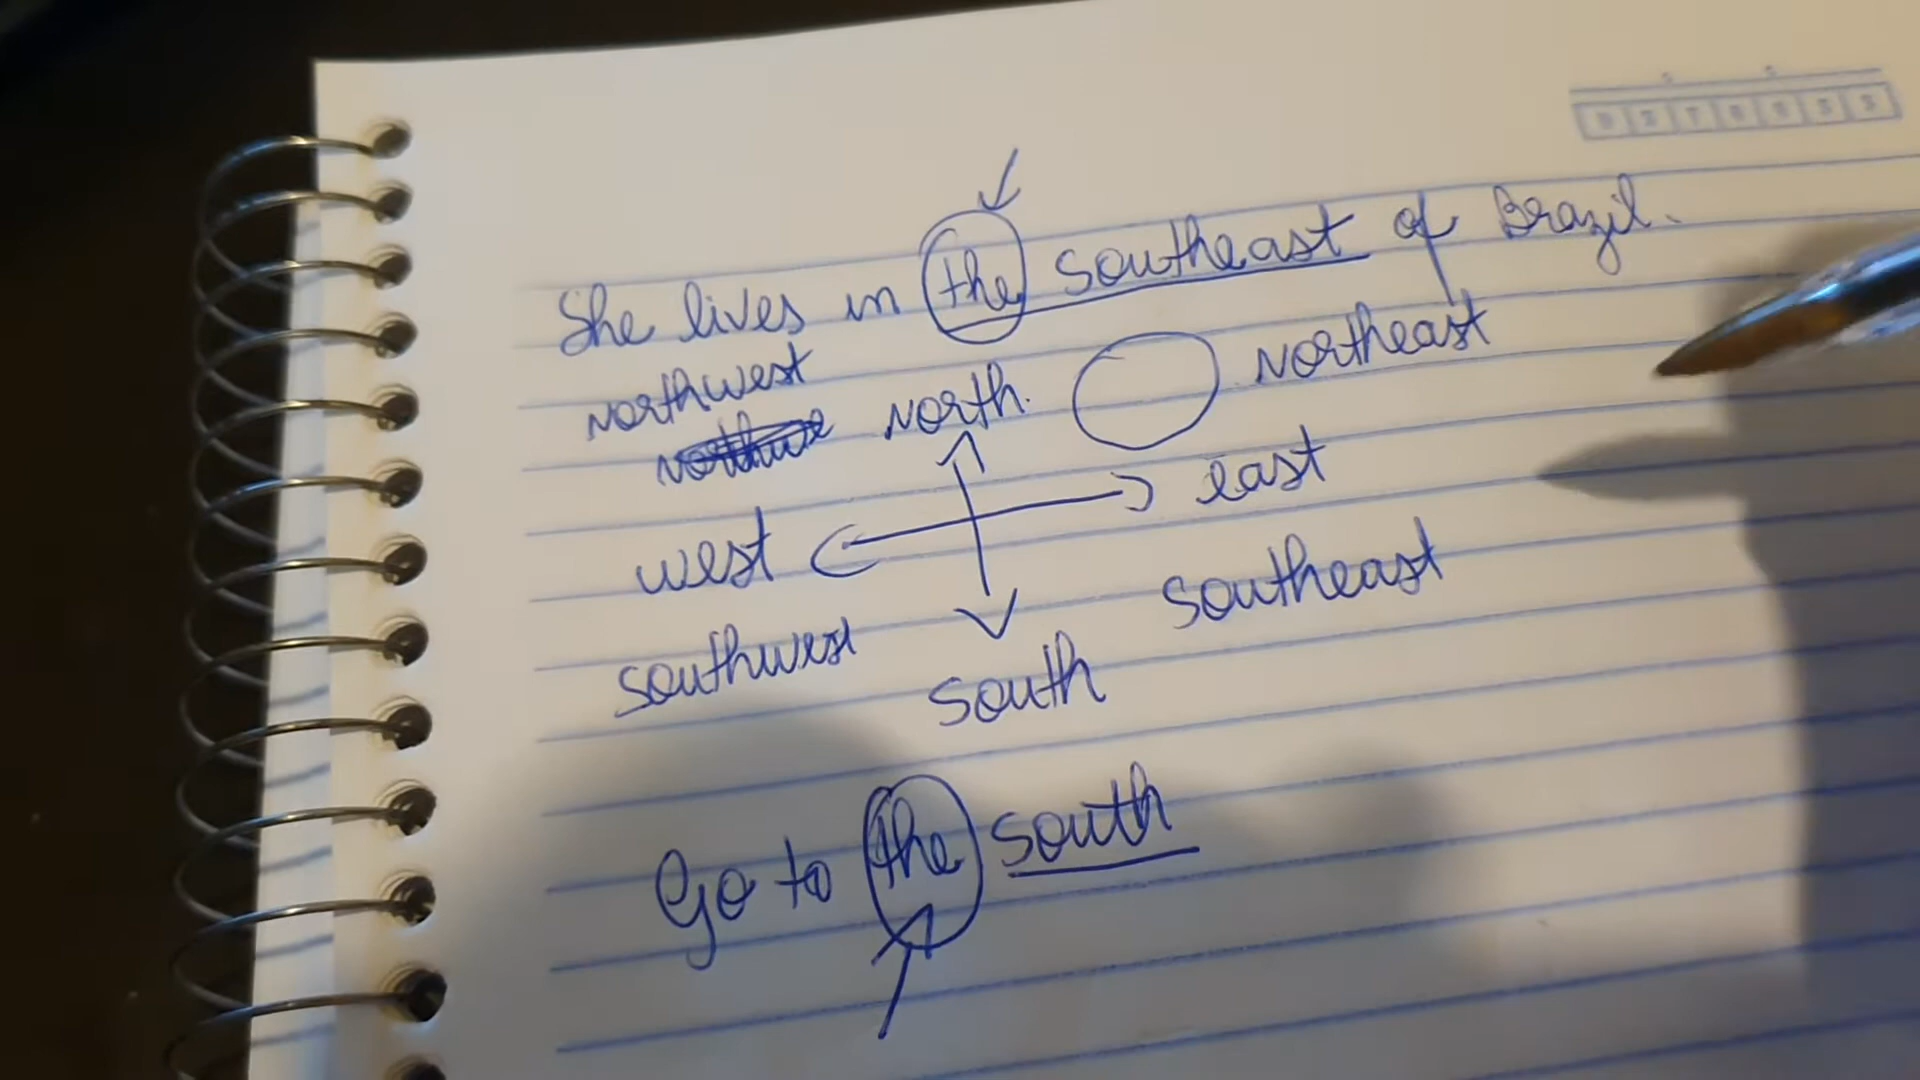 She lives in the southeast of Brazil.
northwest
north. northeast
west east
southwest southeast
south
Go to the south